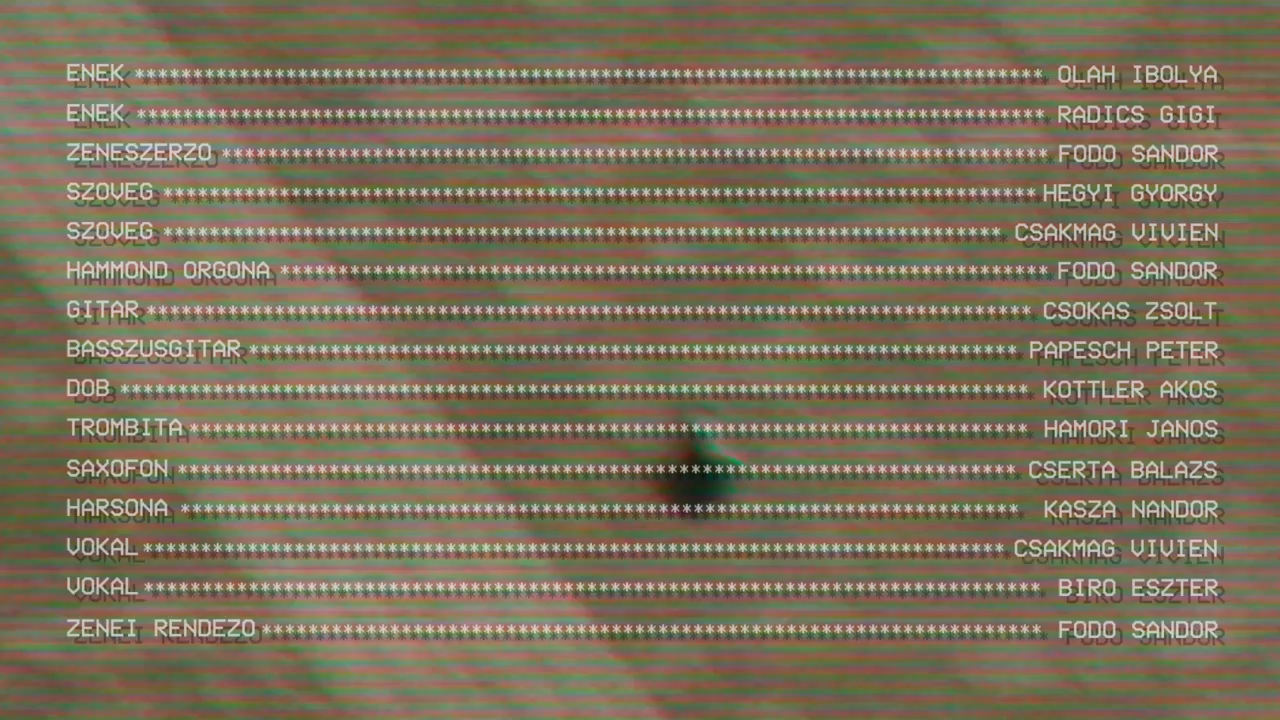 ENEK ****************************************************************************************** OLAH IBOLYA
ENEK ****************************************************************************************** RADICS GIGI
ZENESZERZO ********************************************************************************** FODO SANDOR
SZOVEG *************************************************************************************** HEGYI GYORGY
SZOVEG ************************************************************************************ CSAKMAG VIVIEN
HAMMOND ORGONA **************************************************************************** FODO SANDOR
GITAR **************************************************************************************** CSOKAS ZSOLT
BASSZUSGITAR **************************************************************************** PAPESCH PETER
DOB ****************************************************************************************** KOTTLER AKOS
TROMBITA *********************************************************************************** HAMORI JANOS
SAXOFON *********************************************************************************** CSERTA BALAZS
HARSONA *********************************************************************************** KASZA NANDOR
VOKAL ************************************************************************************** CSAKMAG VIVIEN
VOKAL ***************************************************************************************** BIRO ESZTER
ZENEI RENDEZO ****************************************************************************** FODO SANDOR